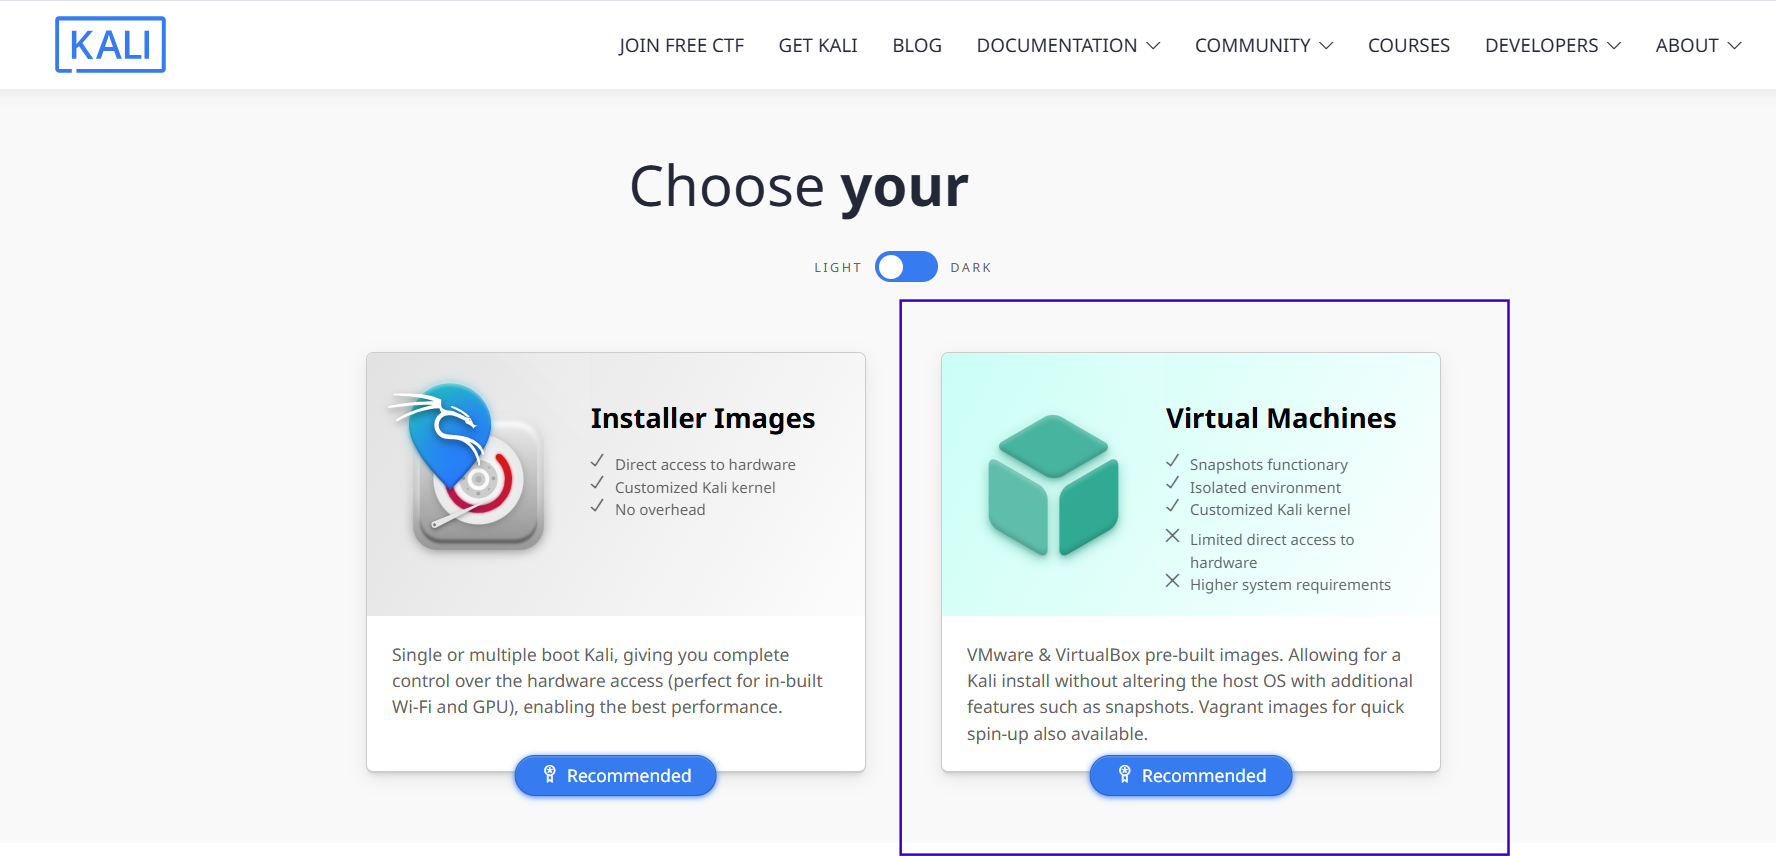 KALI
JOIN FREE CTF GET KALI BLOG DOCUMENTATION COMMUNITY COURSES DEVELOPERS ABOUT
Choose your
LIGHT DARK
Installer Images
Direct access to hardware
Customized Kali kernel
No overhead
Single or multiple boot Kali, giving you complete
control over the hardware access (perfect for in-built
Wi-Fi and GPU), enabling the best performance.
Recommended
Virtual Machines
Snapshots functionary
Isolated environment
Customized Kali kernel
Limited direct access to
hardware
Higher system requirements
VMware & VirtualBox pre-built images. Allowing for a
Kali install without altering the host OS with additional
features such as snapshots. Vagrant images for quick
spin-up also available.
Recommended